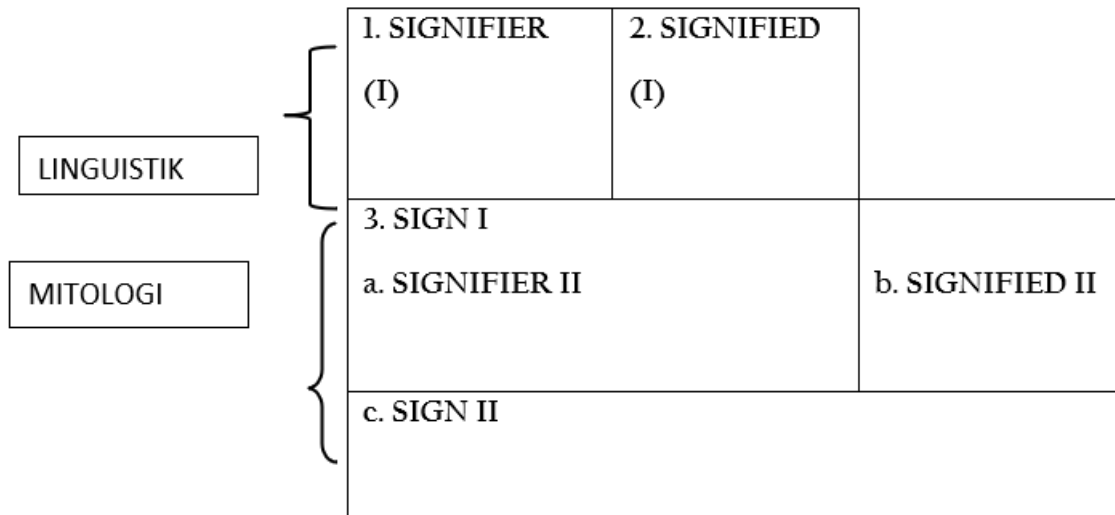 1. SIGNIFIER
(I)
2. SIGNIFIED
(I)
LINGUISTIK
3. SIGN I
a. SIGNIFIER II
b. SIGNIFIED II
MITOLOGI
c. SIGN II